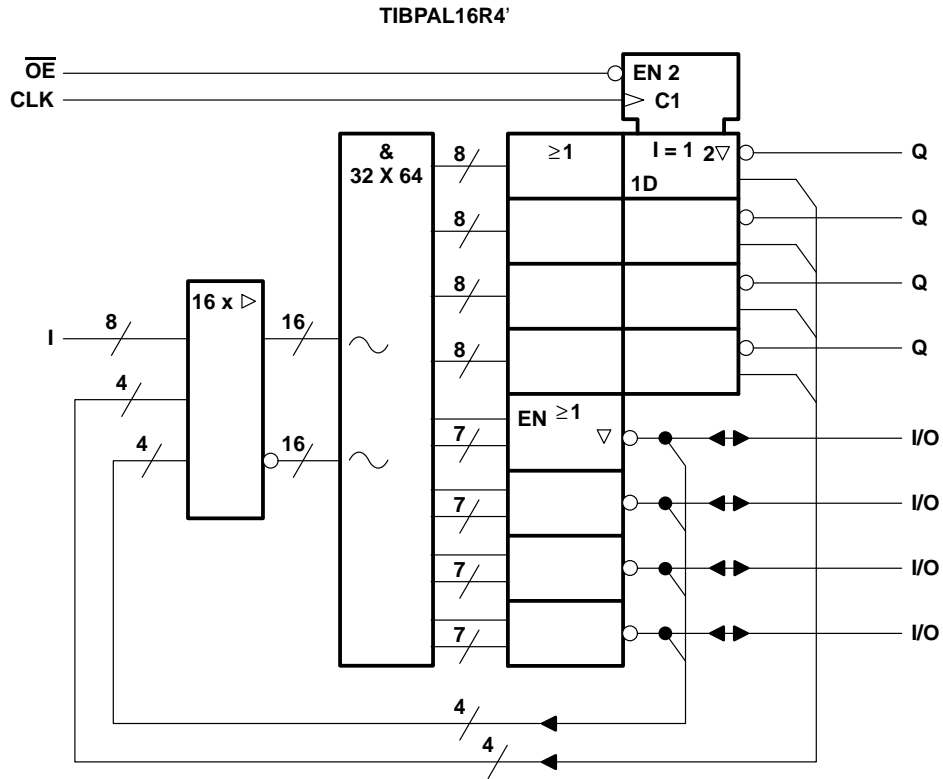 TIBPAL16R4'
OE
EN 2
CLK
C1
&
32 X 64
8
≥1
I = 1
2▽
Q
1D
8
Q
8
Q
16 x ▷
I
8
16
8
Q
4
EN ≥1
▽
7
I/O
4
16
7
I/O
7
I/O
7
I/O
4
4